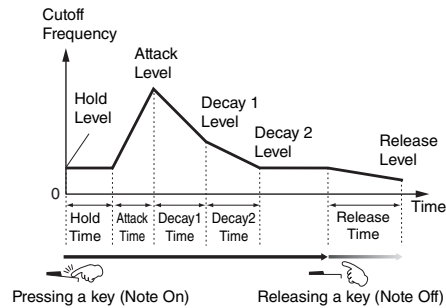 Cutoff
Frequency
Attack
Level
Hold
Level
Decay 1
Level
Decay 2
Level
Release
Level
0
Time
Hold
Time
Attack
Time
Decay1
Time
Decay2
Time
Release
Time
Pressing a key (Note On)
Releasing a key (Note Off)